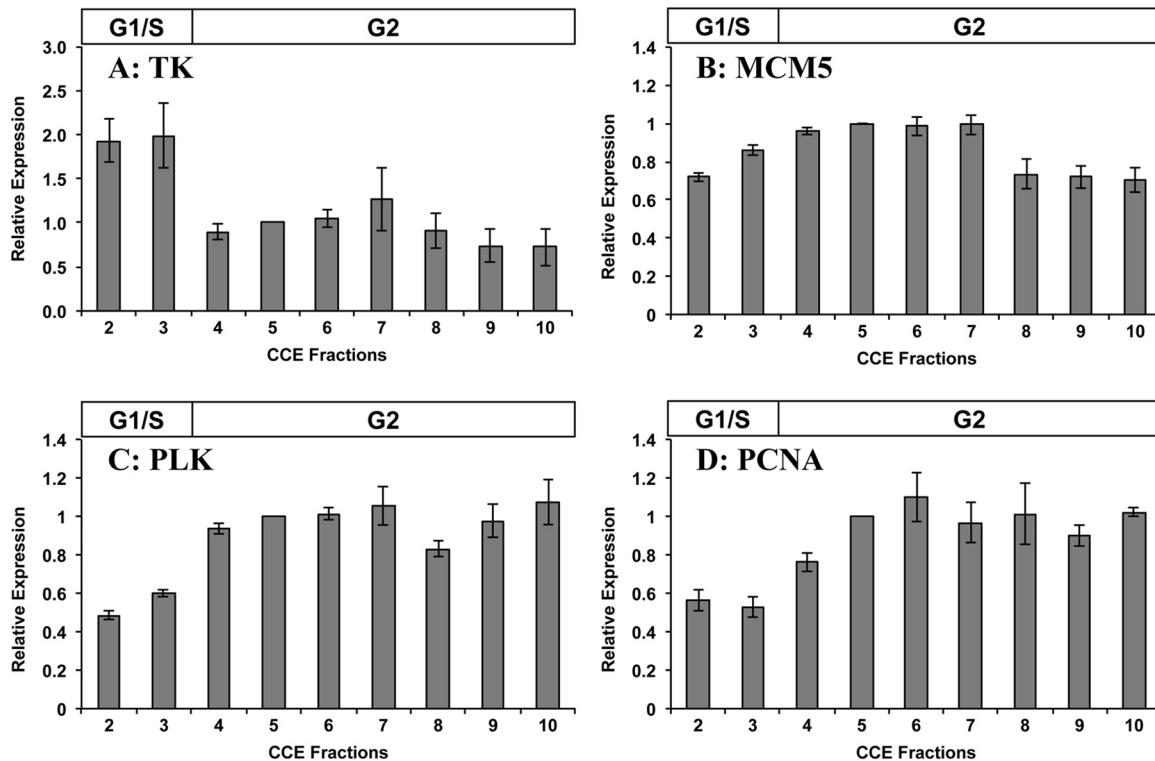 G1/S G2
A: TK
Relative Expression
3.0
2.5
2.0
1.5
1.0
0.5
0.0
2 3 4 5 6 7 8 9 10
CCE Fractions
G1/S G2
B: MCM5
Relative Expression
1.4
1.2
1
0.8
0.6
0.4
0.2
0
2 3 4 5 6 7 8 9 10
CCE Fractions
G1/S G2
C: PLK
Relative Expression
1.4
1.2
1
0.8
0.6
0.4
0.2
0
2 3 4 5 6 7 8 9 10
CCE Fractions
G1/S G2
D: PCNA
Relative Expression
1.4
1.2
1
0.8
0.6
0.4
0.2
0
2 3 4 5 6 7 8 9 10
CCE Fractions